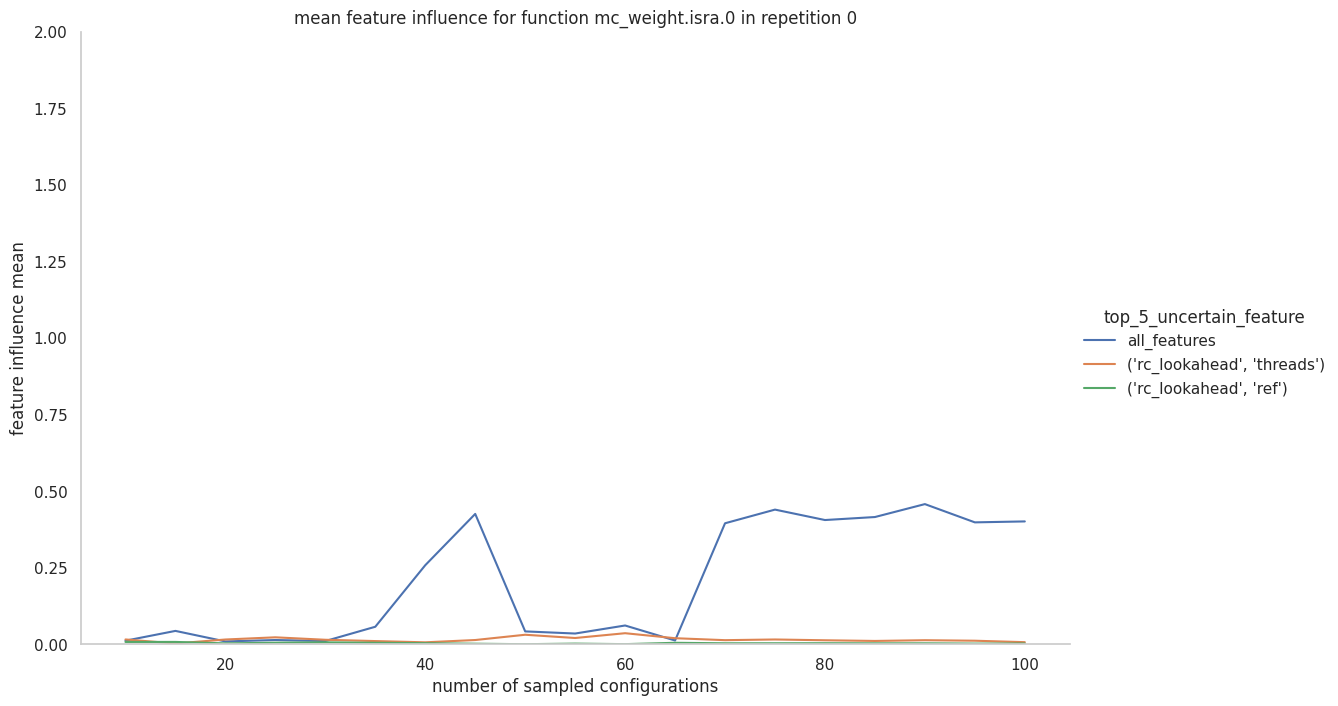 mean feature influence for function mc_weight.isra.0 in repetition 0
2.00
1.75
1.50
1.25
1.00
0.75
0.50
0.25
0.00
feature influence mean
20
40
60
80
100
number of sampled configurations
top_5_uncertain_feature
all_features
('rc_lookahead', 'threads')
('rc_lookahead', 'ref')